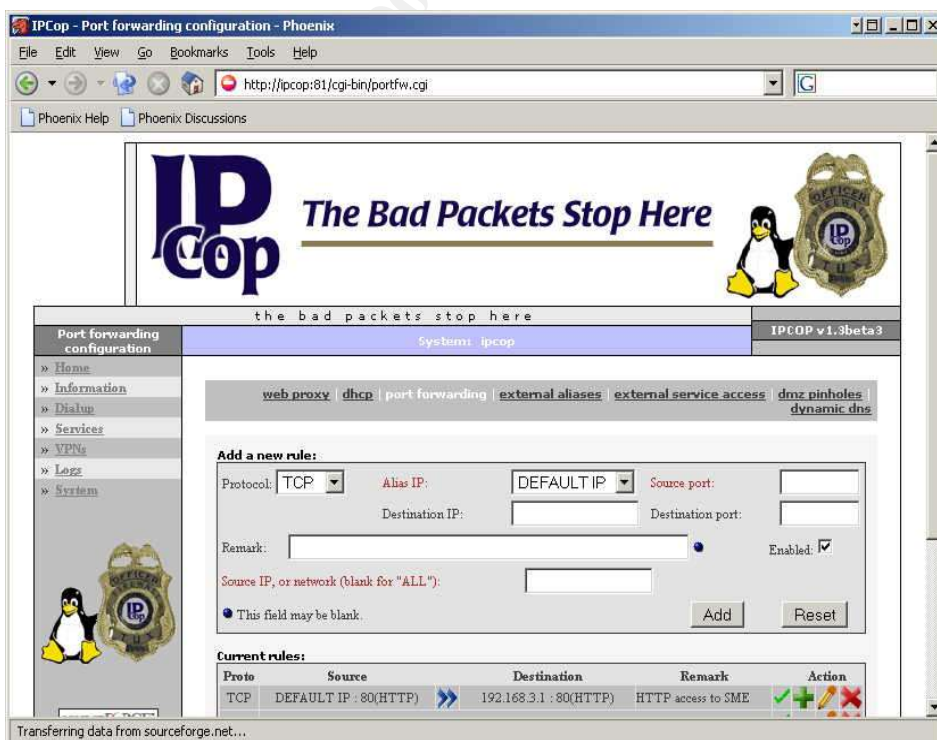 IPCop - Port forwarding configuration - Phoenix
File Edit View Go Bookmarks Tools Help
http://ipcop:81/cgi-bin/portfw.cgi
G
Phoenix Help Phoenix Discussions
IP Cop
The Bad Packets Stop Here
OFFICER
IP Cop
the bad packets stop here
Port forwarding configuration
System: ipcop
IPCOP v1.3beta3
» Home
» Information
» Dialup
» Services
» VPNs
» Logs
» System
web proxy | dhcp | port forwarding | external aliases | external service access | dmz pinholes |
dynamic dns
Add a new rule:
Protocol: TCP Alias IP: DEFAULT IP Source port:
Destination IP: Destination port:
Remark: Enabled:
Source IP, or network (blank for "ALL"):
This field may be blank. Add Reset
Current rules:
Proto Source Destination Remark Action
TCP DEFAULT IP : 80(HTTP) 192.168.3.1 : 80(HTTP) HTTP access to SME
OFFICER
IP Cop
Transferring data from sourceforge.net...